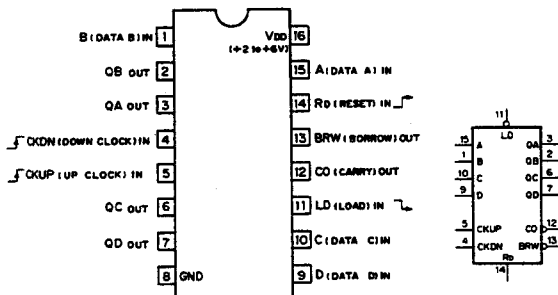 B (DATA B) IN 1
QB OUT 2
QA OUT 3
CKDN (DOWN CLOCK) IN 4
CKUP (UP CLOCK) IN 5
QC OUT 6
QD OUT 7
8 GND
16 VDD
(+2 to +6V)
15 A (DATA A) IN
14 RD (RESET) IN
13 BRW (BORROW) OUT
12 CO (CARRY) OUT
11 LD (LOAD) IN
10 C (DATA C) IN
9 D (DATA D) IN
11
LD
15 A QA 3
1 B QB 2
10 C QC 6
9 D QD 7
5 CKUP CO 12
4 CKDN BRW 13
RD
14